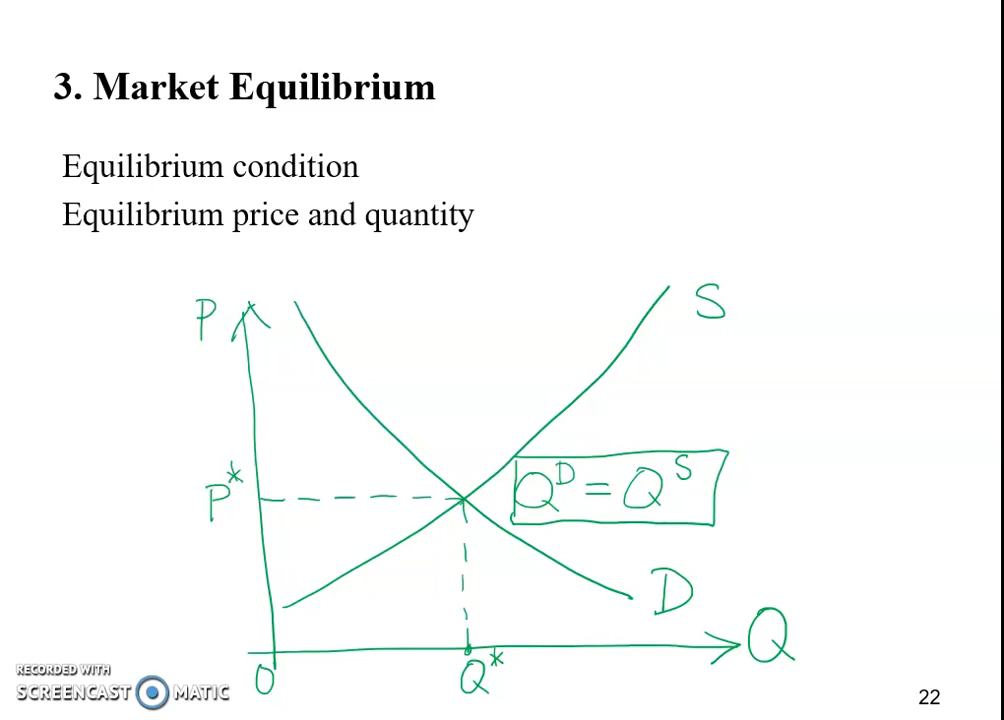 3. Market Equilibrium
Equilibrium condition
Equilibrium price and quantity
P
S
P*
Q^D = Q^S
D
Q
0
Q*
RECORDED WITH
SCREENCAST MATIC
22